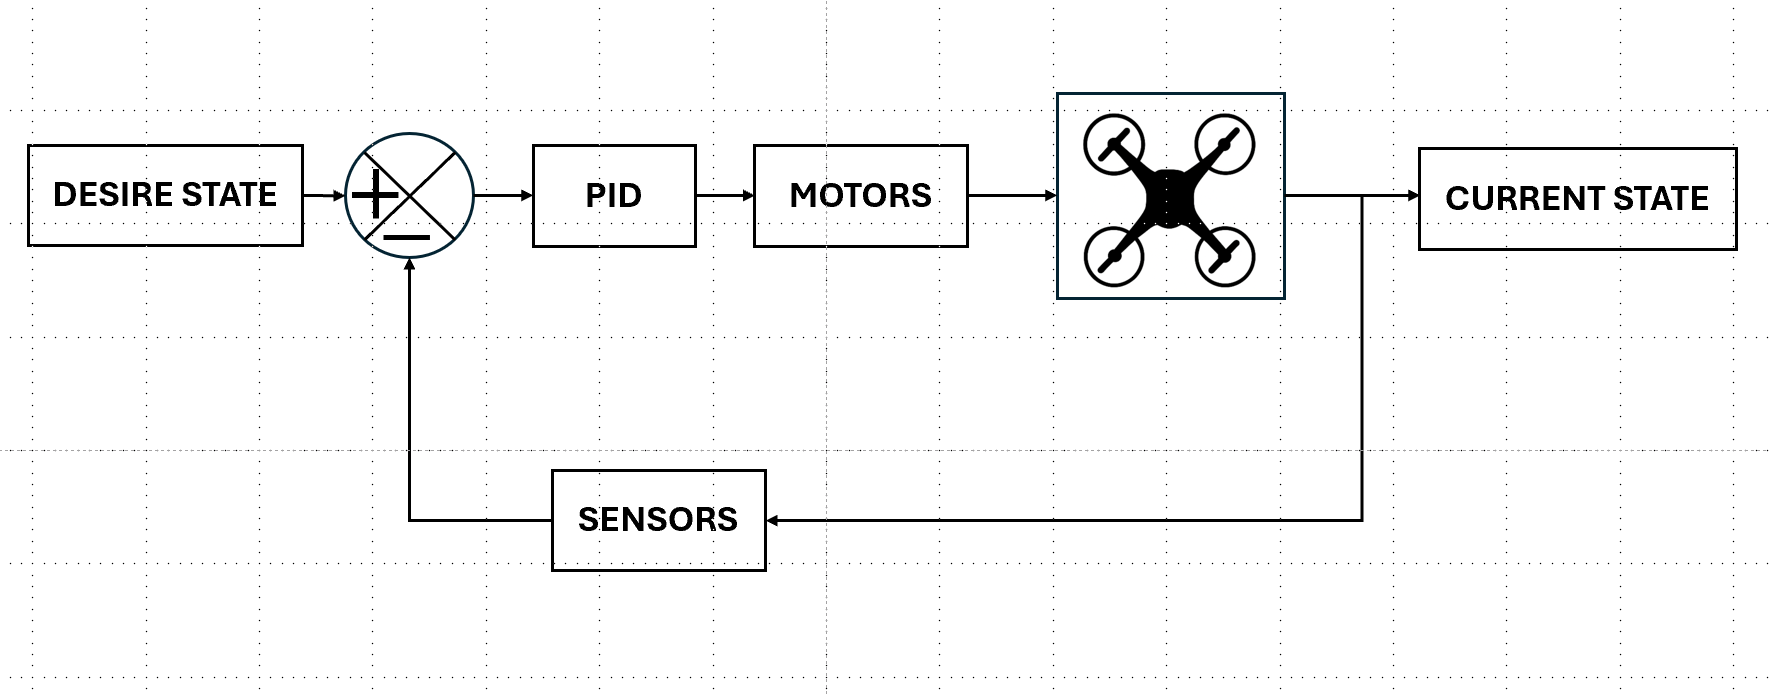 DESIRE STATE
PID
MOTORS
CURRENT STATE
SENSORS